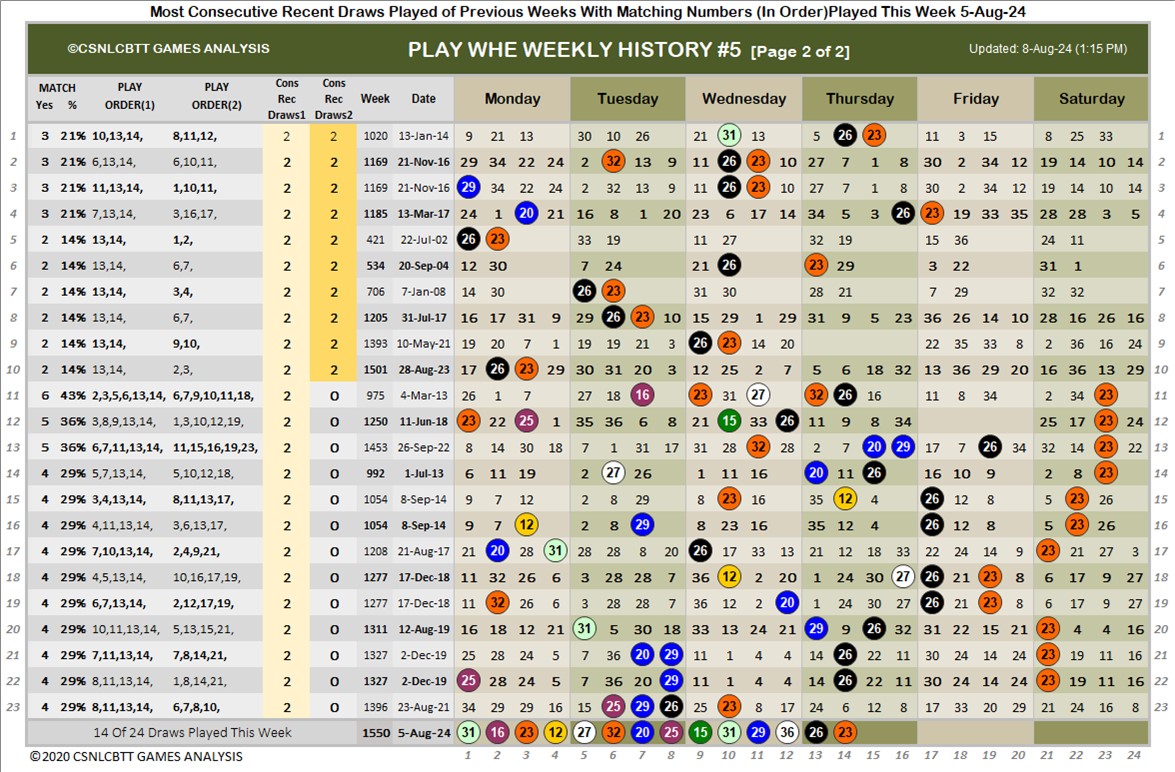 Most Consecutive Recent Draws Played of Previous Weeks With Matching Numbers (In Order)Played This Week 5-Aug-24
©CSNLCBTT GAMES ANALYSIS PLAY WHE WEEKLY HISTORY #5 [Page 2 of 2] Updated: 8-Aug-24 (1:15 PM)
MATCH Yes % PLAY ORDER(1) PLAY ORDER(2) Cons Rec Draws1 Cons Rec Draws2 Week Date Monday Tuesday Wednesday Thursday Friday Saturday
1 3 21% 10,13,14, 8,11,12, 2 2 1020 13-Jan-14 9 21 13 30 10 26 21 31 13 5 26 23 11 3 15 8 25 33 1
2 3 21% 6,13,14, 6,10,11, 2 2 1169 21-Nov-16 29 34 22 24 2 32 13 9 11 26 23 10 27 7 1 8 30 2 34 12 19 14 10 14 2
3 3 21% 11,13,14, 1,10,11, 2 2 1169 21-Nov-16 29 34 22 24 2 32 13 9 11 26 23 10 27 7 1 8 30 2 34 12 19 14 10 14 3
4 3 21% 7,13,14, 3,16,17, 2 2 1185 13-Mar-17 24 1 20 21 16 8 1 20 23 6 17 14 34 5 3 26 23 19 33 35 28 28 3 5 4
5 2 14% 13,14, 1,2, 2 2 421 22-Jul-02 26 23 33 19 11 27 32 19 15 36 24 11 5
6 2 14% 13,14, 6,7, 2 2 534 20-Sep-04 12 30 7 24 21 26 23 29 3 22 31 1 6
7 2 14% 13,14, 3,4, 2 2 706 7-Jan-08 14 30 26 23 31 30 28 21 7 29 32 32 7
8 2 14% 13,14, 6,7, 2 2 1205 31-Jul-17 16 17 31 9 29 26 23 10 15 29 1 29 31 9 5 23 36 26 14 10 28 16 26 16 8
9 2 14% 13,14, 9,10, 2 2 1393 10-May-21 19 20 7 1 19 19 21 3 26 23 14 20 22 35 33 8 2 36 16 24 9
10 2 14% 13,14, 2,3, 2 2 1501 28-Aug-23 17 26 23 29 30 31 20 3 12 25 2 7 5 6 18 32 13 36 29 20 16 36 13 29 10
11 6 43% 2,3,5,6,13,14, 6,7,9,10,11,18, 2 0 975 4-Mar-13 26 1 7 27 18 16 23 31 27 32 26 16 11 8 34 2 34 23 11
12 5 36% 3,8,9,13,14, 1,3,10,12,19, 2 0 1250 11-Jun-18 23 22 25 1 35 36 6 8 21 15 33 26 11 9 8 34 25 17 23 24 12
13 5 36% 6,7,11,13,14, 11,15,16,19,23, 2 0 1453 26-Sep-22 8 14 30 18 7 1 11 17 31 28 32 28 2 7 20 29 17 7 26 34 32 14 23 22 13
14 4 29% 5,7,13,14, 5,10,12,18, 2 0 992 1-Jul-13 6 11 19 2 27 26 1 11 16 20 11 26 16 10 9 2 8 23 14
15 4 29% 3,4,13,14, 8,11,13,17, 2 0 1054 8-Sep-14 9 7 12 2 8 29 8 23 16 35 12 4 26 12 8 5 23 26 15
16 4 29% 4,11,13,14, 3,6,13,17, 2 0 1054 8-Sep-14 9 7 12 2 8 29 8 23 16 35 12 4 26 12 8 5 23 26 16
17 4 29% 7,10,13,14, 2,4,9,21, 2 0 1208 21-Aug-17 21 20 28 31 28 28 8 20 26 17 33 13 21 12 18 33 22 24 14 9 23 21 27 3 17
18 4 29% 4,5,13,14, 10,16,17,19, 2 0 1277 17-Dec-18 11 32 26 6 3 28 28 7 36 12 2 20 1 24 30 27 26 21 23 8 6 17 9 27 18
19 4 29% 6,7,13,14, 2,12,17,19, 2 0 1277 17-Dec-18 11 32 26 6 3 28 28 7 36 12 2 20 1 24 30 27 26 21 23 8 6 17 9 27 19
20 4 29% 10,11,13,14, 5,13,15,21, 2 0 1311 12-Aug-19 16 18 12 21 31 5 30 18 33 13 24 21 29 9 26 32 31 22 15 21 23 4 4 16 20
21 4 29% 7,11,13,14, 7,8,14,21, 2 0 1327 2-Dec-19 25 28 24 5 7 36 20 29 11 1 4 4 14 26 22 11 30 24 14 24 23 19 11 16 21
22 4 29% 8,11,13,14, 1,8,14,21, 2 0 1327 2-Dec-19 25 28 24 5 7 36 20 29 11 1 4 4 14 26 22 11 30 24 14 24 23 19 11 16 22
23 4 29% 8,11,13,14, 6,7,8,10, 2 0 1396 23-Aug-21 34 29 29 16 15 25 29 26 25 23 8 17 24 6 12 8 17 33 20 29 21 24 16 8 23
14 Of 24 Draws Played This Week 1550 5-Aug-24 31 16 23 12 27 32 20 25 15 31 29 36 26 23
©2020 CSNLCBTT GAMES ANALYSIS 1 2 3 4 5 6 7 8 9 10 11 12 13 14 15 16 17 18 19 20 21 22 23 24